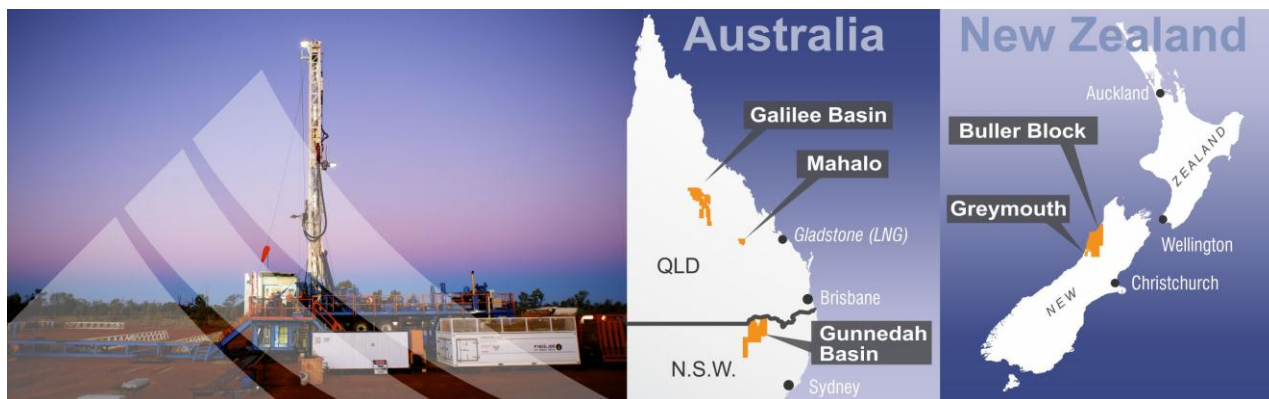 Australia
Galilee Basin
Mahalo
Gladstone (LNG)
QLD
Brisbane
Gunnedah
Basin
N.S.W.
Sydney
New Zealand
Auckland
Buller Block
ZEALAND
Greymouth
Wellington
Christchurch
NEW